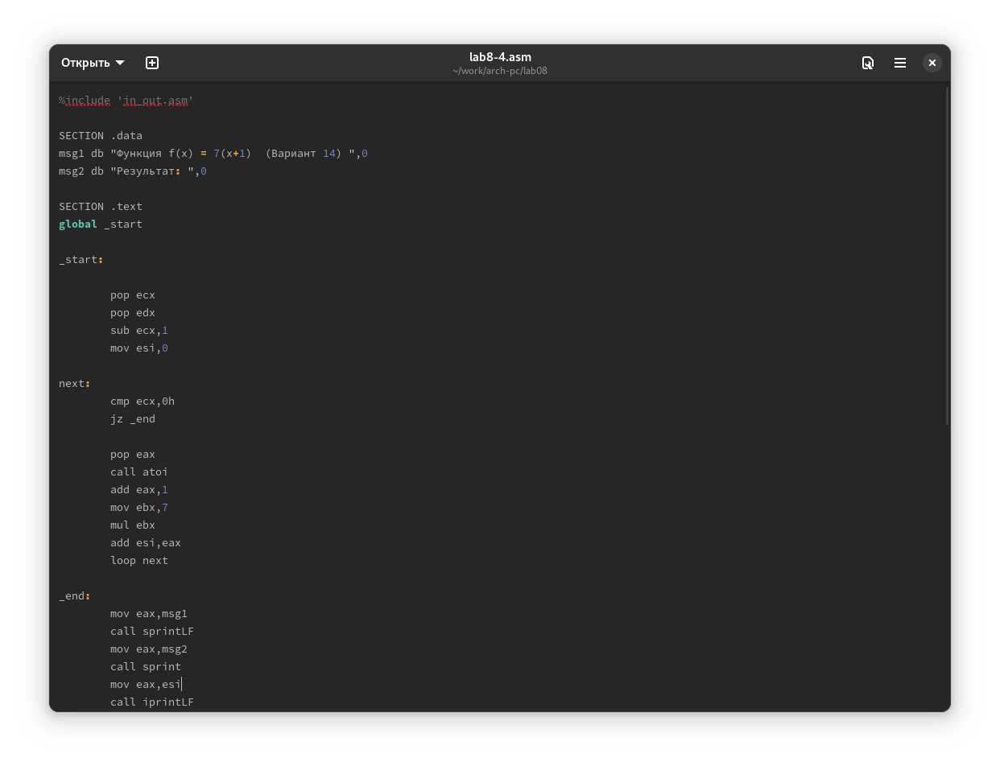 Открыть
lab8-4.asm
~/work/arch-pc/lab08
%include 'in_out.asm'
SECTION .data
msg1 db "Функция f(x) = 7(x+1)  (Вариант 14) ",0
msg2 db "Результат: ",0
SECTION .text
global _start
_start:
pop ecx
pop edx
sub ecx,1
mov esi,0
next:
cmp ecx,0h
jz _end
pop eax
call atoi
add eax,1
mov ebx,7
mul ebx
add esi,eax
loop next
_end:
mov eax,msg1
call sprintLF
mov eax,msg2
call sprint
mov eax,esi
call iprintLF